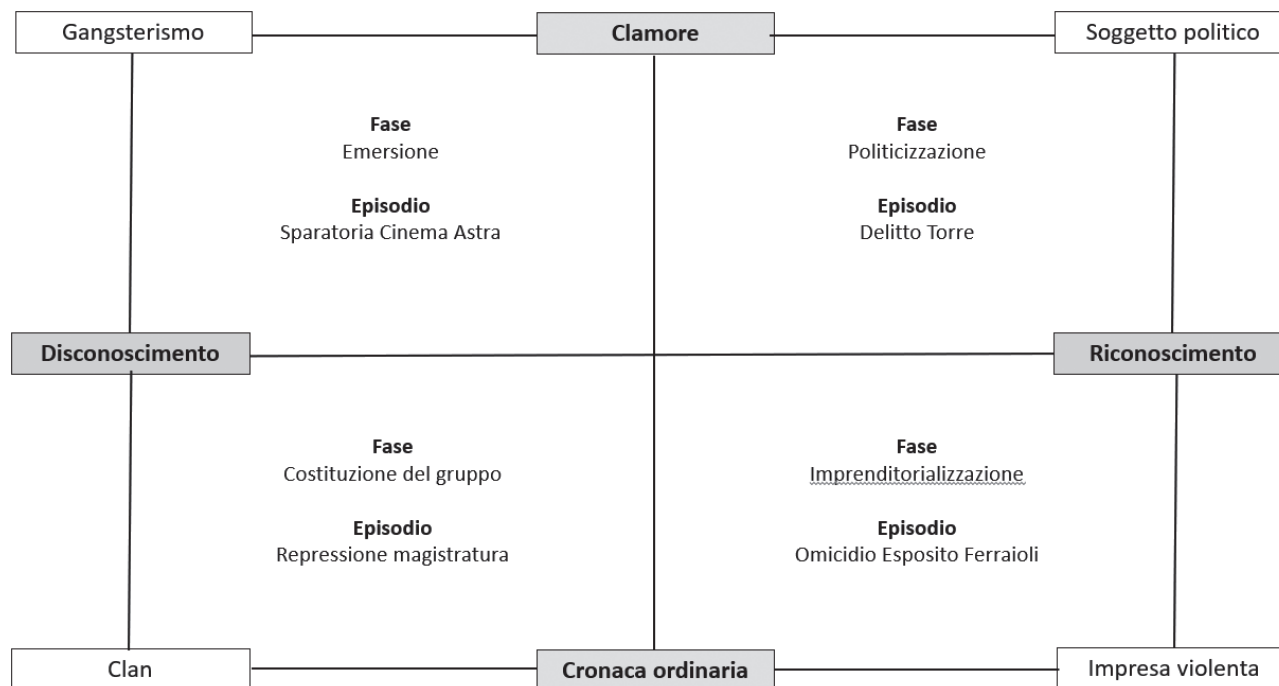 Gangsterismo
Clamore
Soggetto politico
Fase
Emersione
Episodio
Sparatoria Cinema Astra
Fase
Politicizzazione
Episodio
Delitto Torre
Disconoscimento
Riconoscimento
Fase
Costituzione del gruppo
Episodio
Repressione magistratura
Fase
Imprenditorializzazione
Episodio
Omicidio Esposito Ferraioli
Clan
Cronaca ordinaria
Impresa violenta